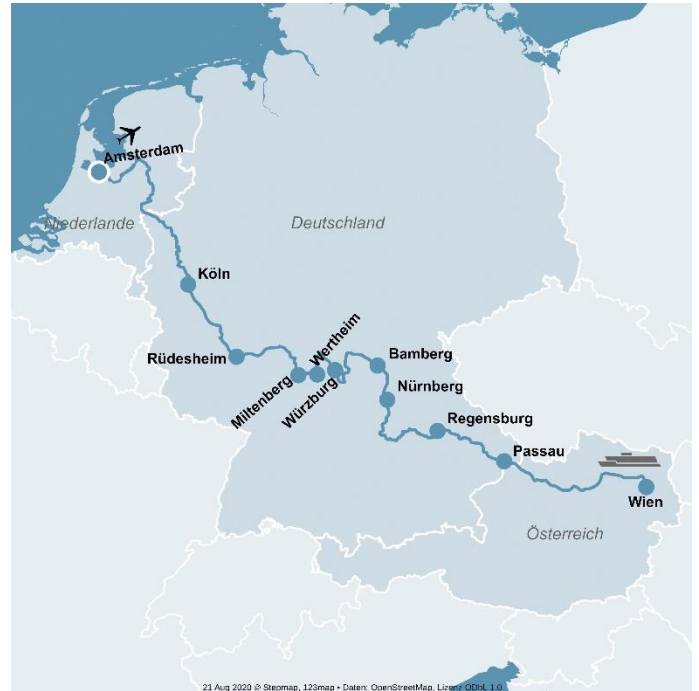 Amsterdam
Niederlande
Deutschland
Köln
Rüdesheim
Miltenberg
Wertheim
Würzburg
Bamberg
Nürnberg
Regensburg
Passau
Wien
Österreich
21 Aug 2020 © Stepmap, 123map • Daten: OpenStreetMap, Lizenz ODbL 1.0